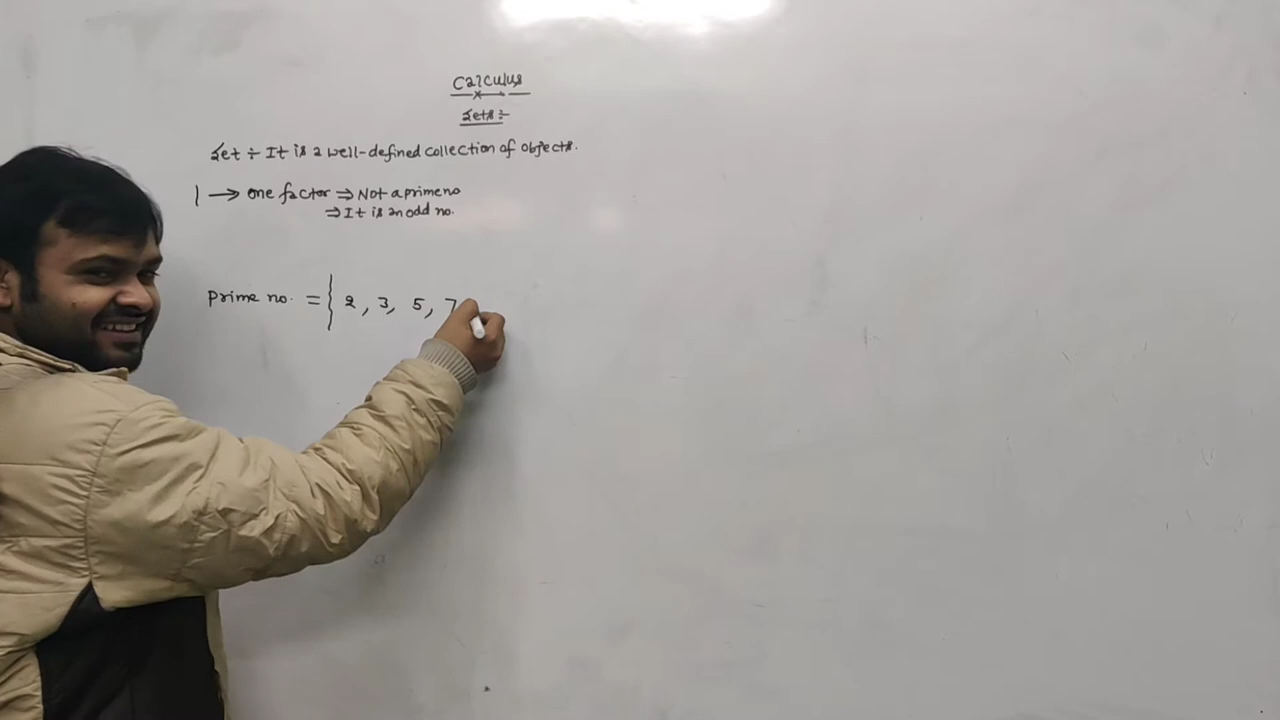 Calculus
Sets ÷
Set ÷ It is a well-defined collection of objects.
1 → one factor ⇒ Not a prime no
⇒ It is an odd no.
Prime no. = { 2, 3, 5, 7